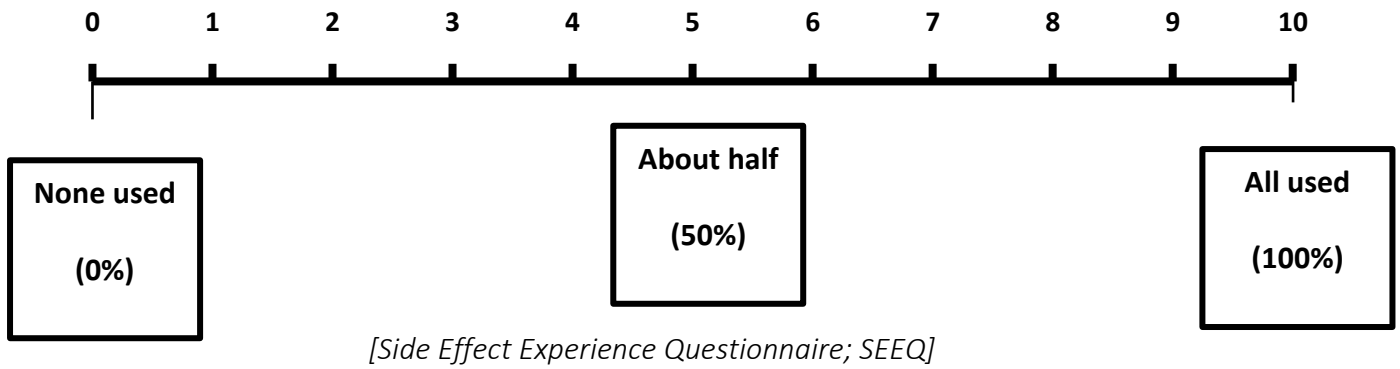 0 1 2 3 4 5 6 7 8 9 10
None used
(0%)
About half
(50%)
All used
(100%)
[Side Effect Experience Questionnaire; SEEQ]